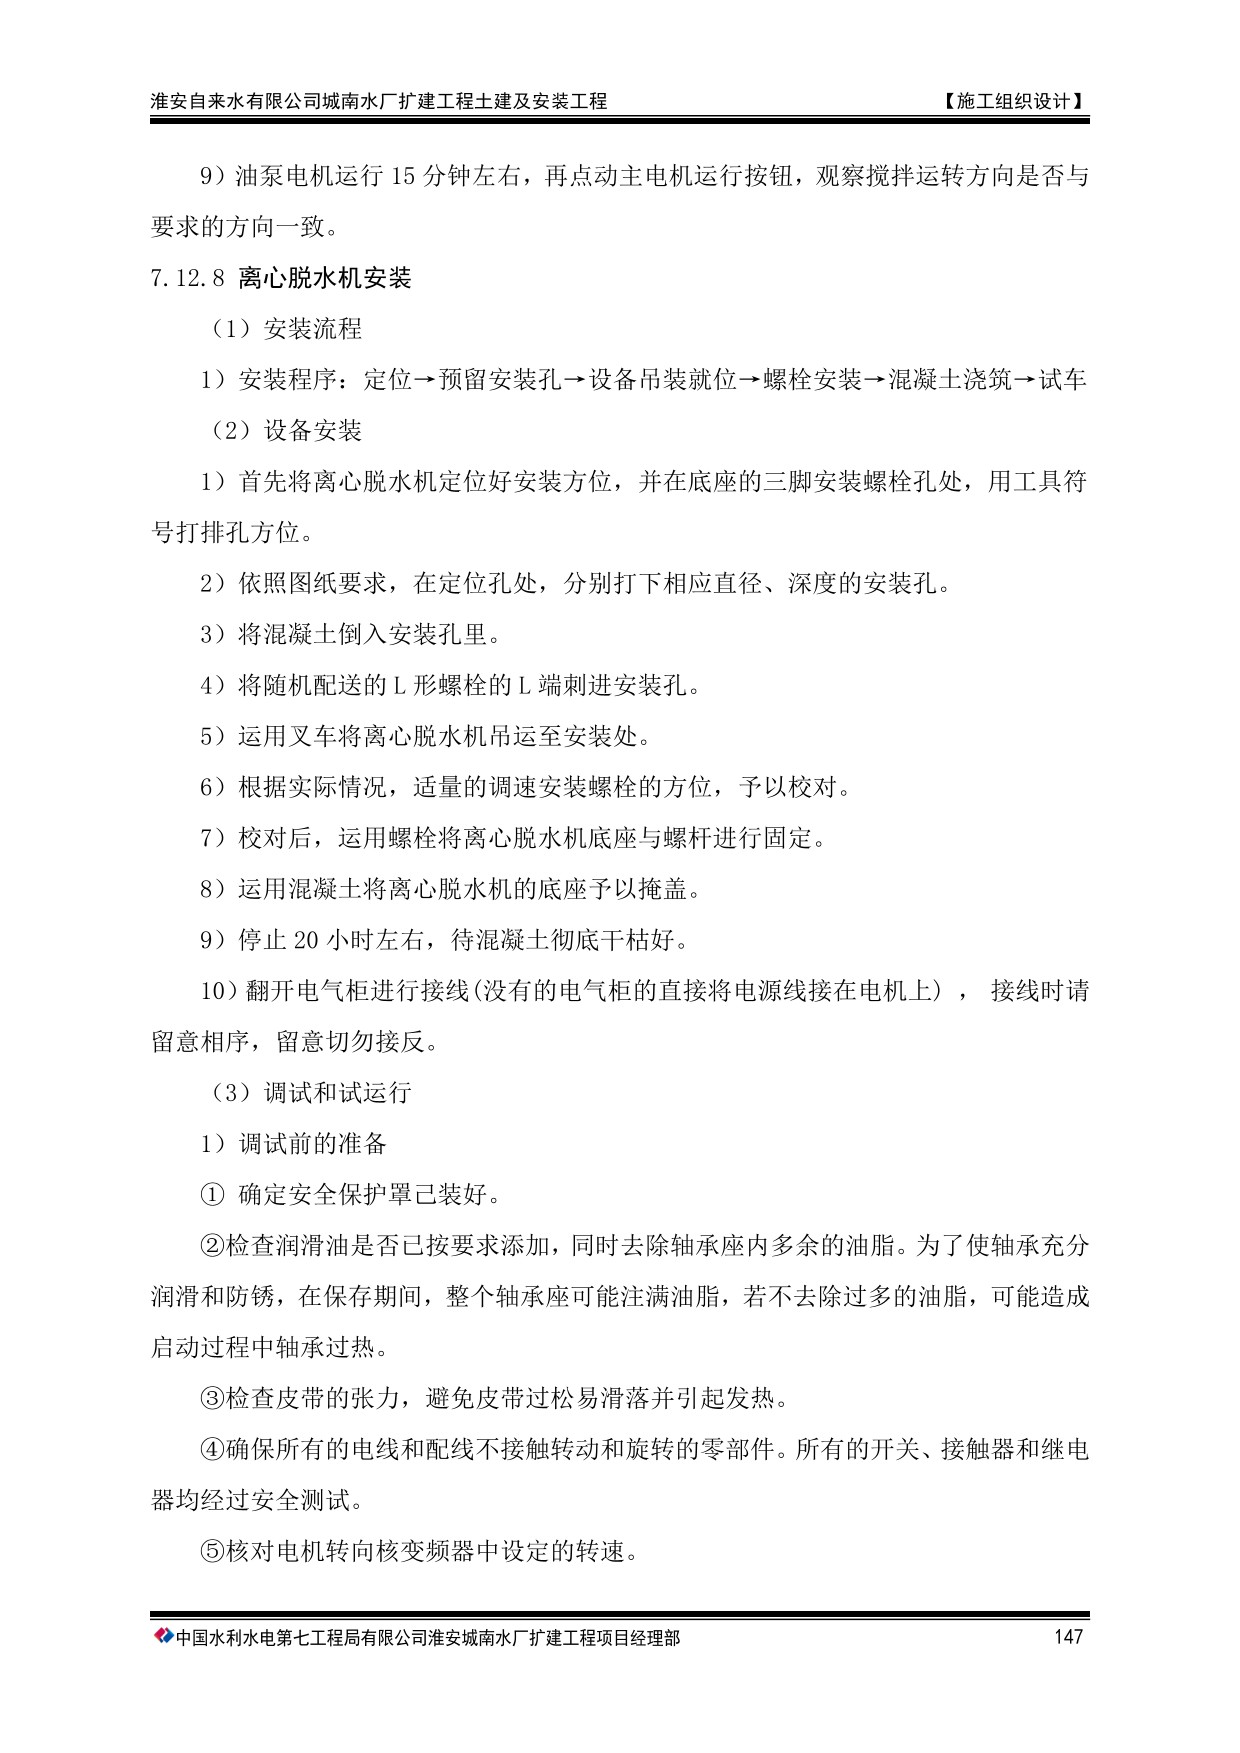 淮安自来水有限公司城南水厂扩建工程土建及安装工程 【施工组织设计】
9）油泵电机运行 15 分钟左右，再点动主电机运行按钮，观察搅拌运转方向是否与
要求的方向一致。
7.12.8 离心脱水机安装
（1）安装流程
1）安装程序：定位→预留安装孔→设备吊装就位→螺栓安装→混凝土浇筑→试车
（2）设备安装
1）首先将离心脱水机定位好安装方位，并在底座的三脚安装螺栓孔处，用工具符
号打排孔方位。
2）依照图纸要求，在定位孔处，分别打下相应直径、深度的安装孔。
3）将混凝土倒入安装孔里。
4）将随机配送的 L 形螺栓的 L 端刺进安装孔。
5）运用叉车将离心脱水机吊运至安装处。
6）根据实际情况，适量的调速安装螺栓的方位，予以校对。
7）校对后，运用螺栓将离心脱水机底座与螺杆进行固定。
8）运用混凝土将离心脱水机的底座予以掩盖。
9）停止 20 小时左右，待混凝土彻底干枯好。
10）翻开电气柜进行接线(没有的电气柜的直接将电源线接在电机上) ， 接线时请
留意相序，留意切勿接反。
（3）调试和试运行
1）调试前的准备
① 确定安全保护罩己装好。
②检查润滑油是否已按要求添加，同时去除轴承座内多余的油脂。为了使轴承充分
润滑和防锈，在保存期间，整个轴承座可能注满油脂，若不去除过多的油脂，可能造成
启动过程中轴承过热。
③检查皮带的张力，避免皮带过松易滑落并引起发热。
④确保所有的电线和配线不接触转动和旋转的零部件。所有的开关、接触器和继电
器均经过安全测试。
⑤核对电机转向核变频器中设定的转速。
中国水利水电第七工程局有限公司淮安城南水厂扩建工程项目经理部 147